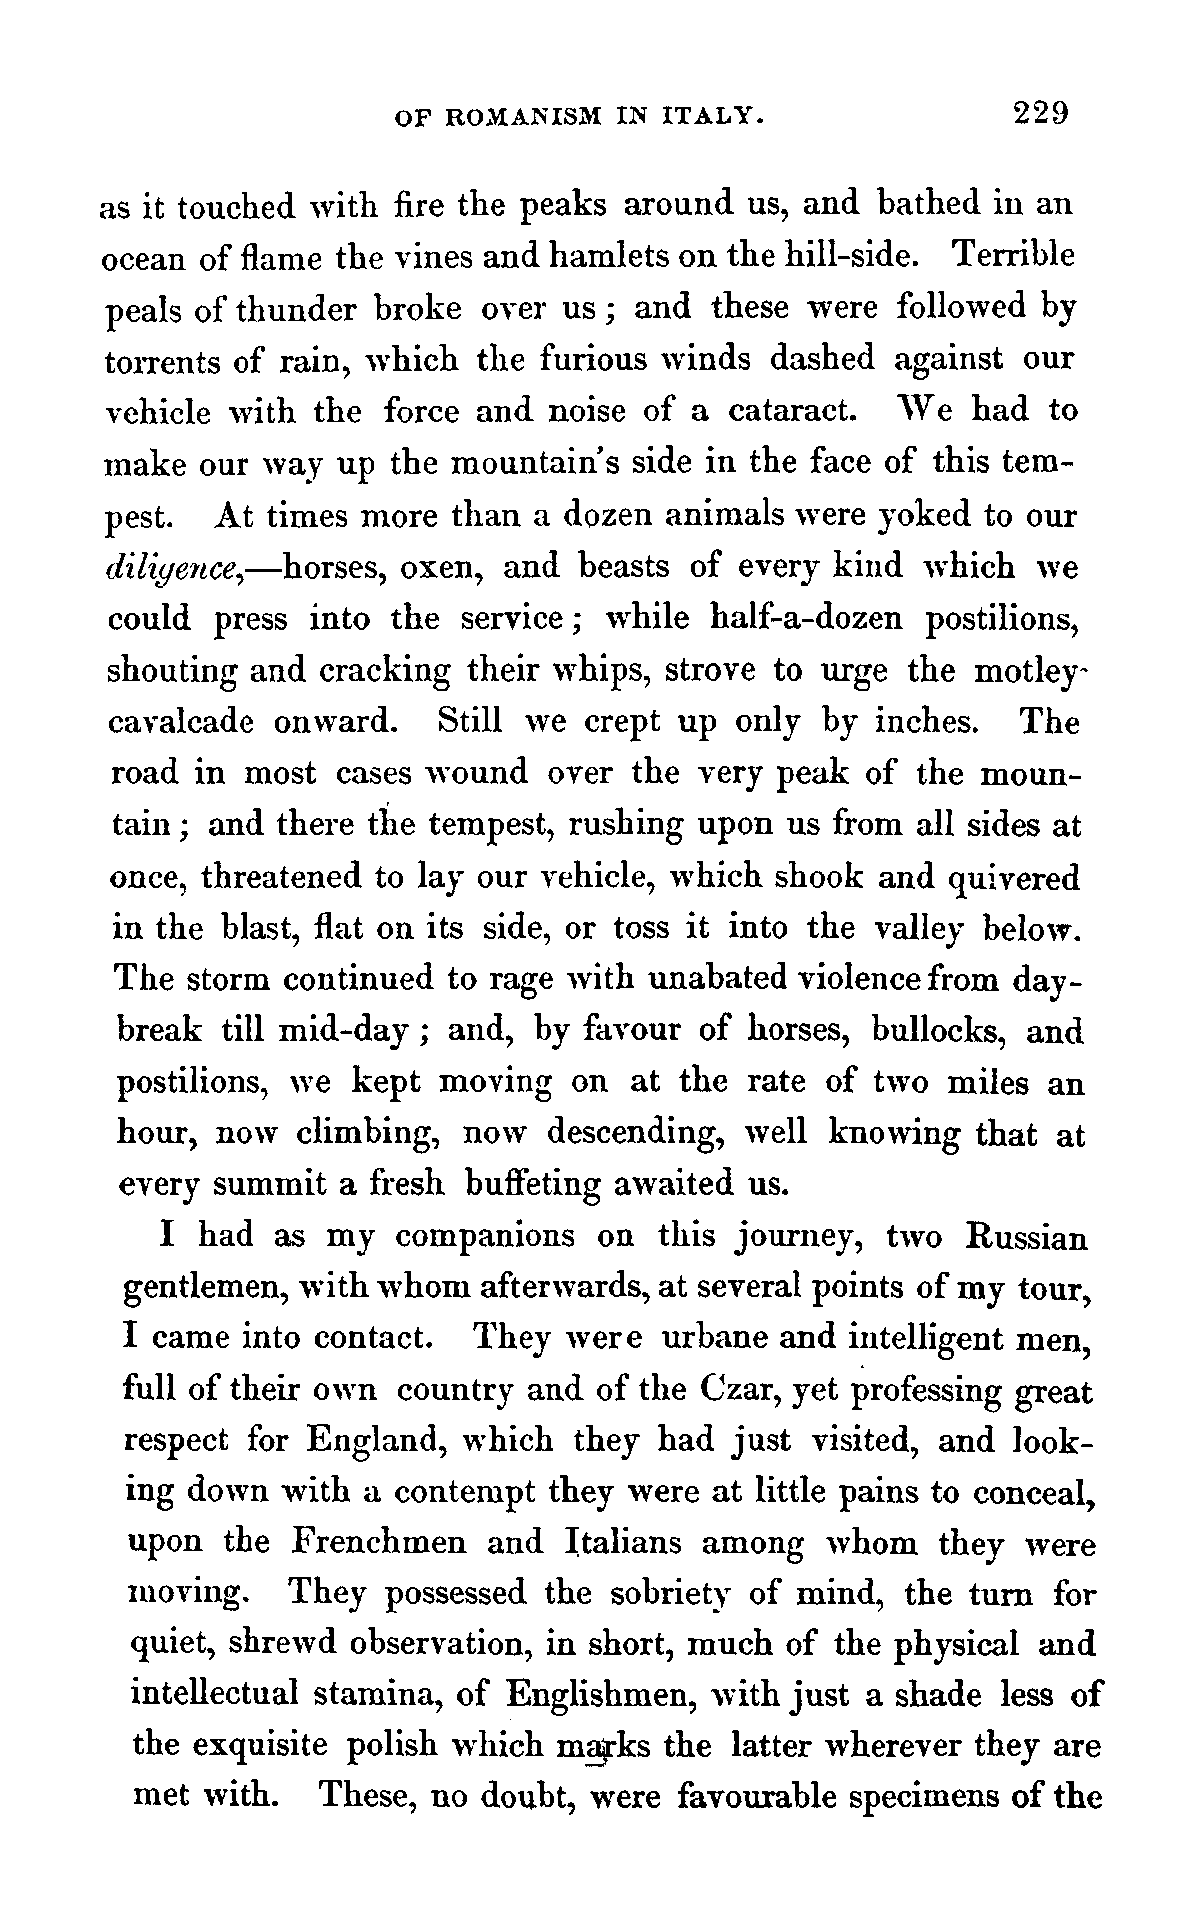 OF ROMANISM IN ITALY. 229
as it touched with fire the peaks around us, and bathed in an
ocean of flame the vines and hamlets on the hill-side. Terrible
peals of thunder broke over us ; and these were followed by
torrents of rain, which the furious winds dashed against our
vehicle with the force and noise of a cataract. We had to
make our way up the mountain's side in the face of this tem-
pest. At times more than a dozen animals were yoked to our
diligence,—horses, oxen, and beasts of every kind which we
could press into the service ; while half-a-dozen postilions,
shouting and cracking their whips, strove to urge the motley
cavalcade onward. Still we crept up only by inches. The
road in most cases wound over the very peak of the moun-
tain ; and there the tempest, rushing upon us from all sides at
once, threatened to lay our vehicle, which shook and quivered
in the blast, flat on its side, or toss it into the valley below.
The storm continued to rage with unabated violence from day-
break till mid-day ; and, by favour of horses, bullocks, and
postilions, we kept moving on at the rate of two miles an
hour, now climbing, now descending, well knowing that at
every summit a fresh buffeting awaited us.
I had as my companions on this journey, two Russian
gentlemen, with whom afterwards, at several points of my tour,
I came into contact. They were urbane and intelligent men,
full of their own country and of the Czar, yet professing great
respect for England, which they had just visited, and look-
ing down with a contempt they were at little pains to conceal,
upon the Frenchmen and Italians among whom they were
moving. They possessed the sobriety of mind, the turn for
quiet, shrewd observation, in short, much of the physical and
intellectual stamina, of Englishmen, with just a shade less of
the exquisite polish which marks the latter wherever they are
met with. These, no doubt, were favourable specimens of the